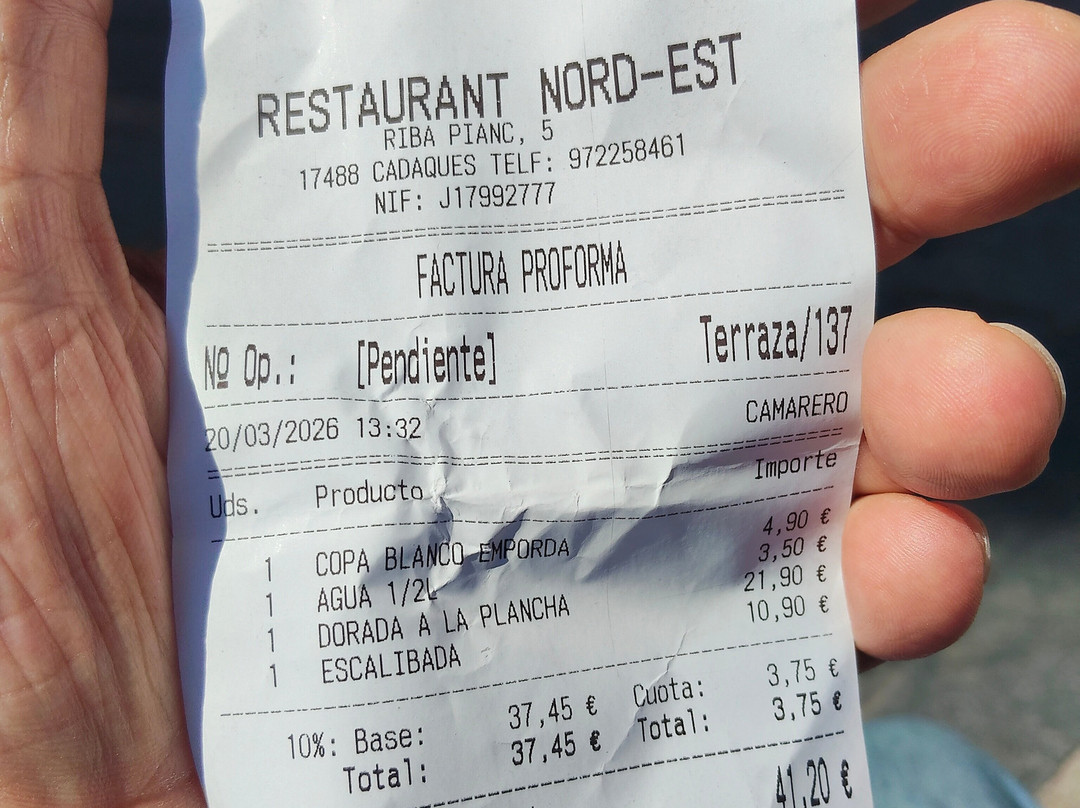 RESTAURANT NORD-EST
RIBA PIANC, 5
17488 CADAQUES TELF: 972258461
NIF: J17992777
FACTURA PROFORMA
Nº Op.: [Pendiente] Terraza/137
20/03/2026 13:32 CAMARERO
Uds. Producto Importe
1 COPA BLANCO EMPORDA 4,90 €
1 AGUA 1/2L 3,50 €
1 DORADA A LA PLANCHA 21,90 €
1 ESCALIBADA 10,90 €
10%: Base: 37,45 € Cuota: 3,75 €
Total: 37,45 € Total: 3,75 €
41,20 €